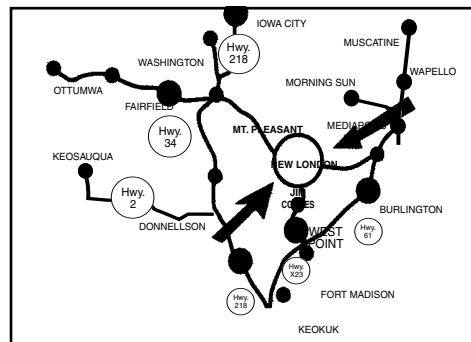 IOWA CITY
Hwy.
218
MUSCATINE
WASHINGTON
WAPELLO
OTTUMWA
MORNING SUN
FAIRFIELD
Hwy.
34
MT. PLEASANT
KEOSAUQUA
NEW LONDON
Hwy.
2
JIM
BURLINGTON
DONNELLSON
WEST
POINT
Hwy.
61
Hwy.
X23
FORT MADISON
Hwy.
218
KEOKUK